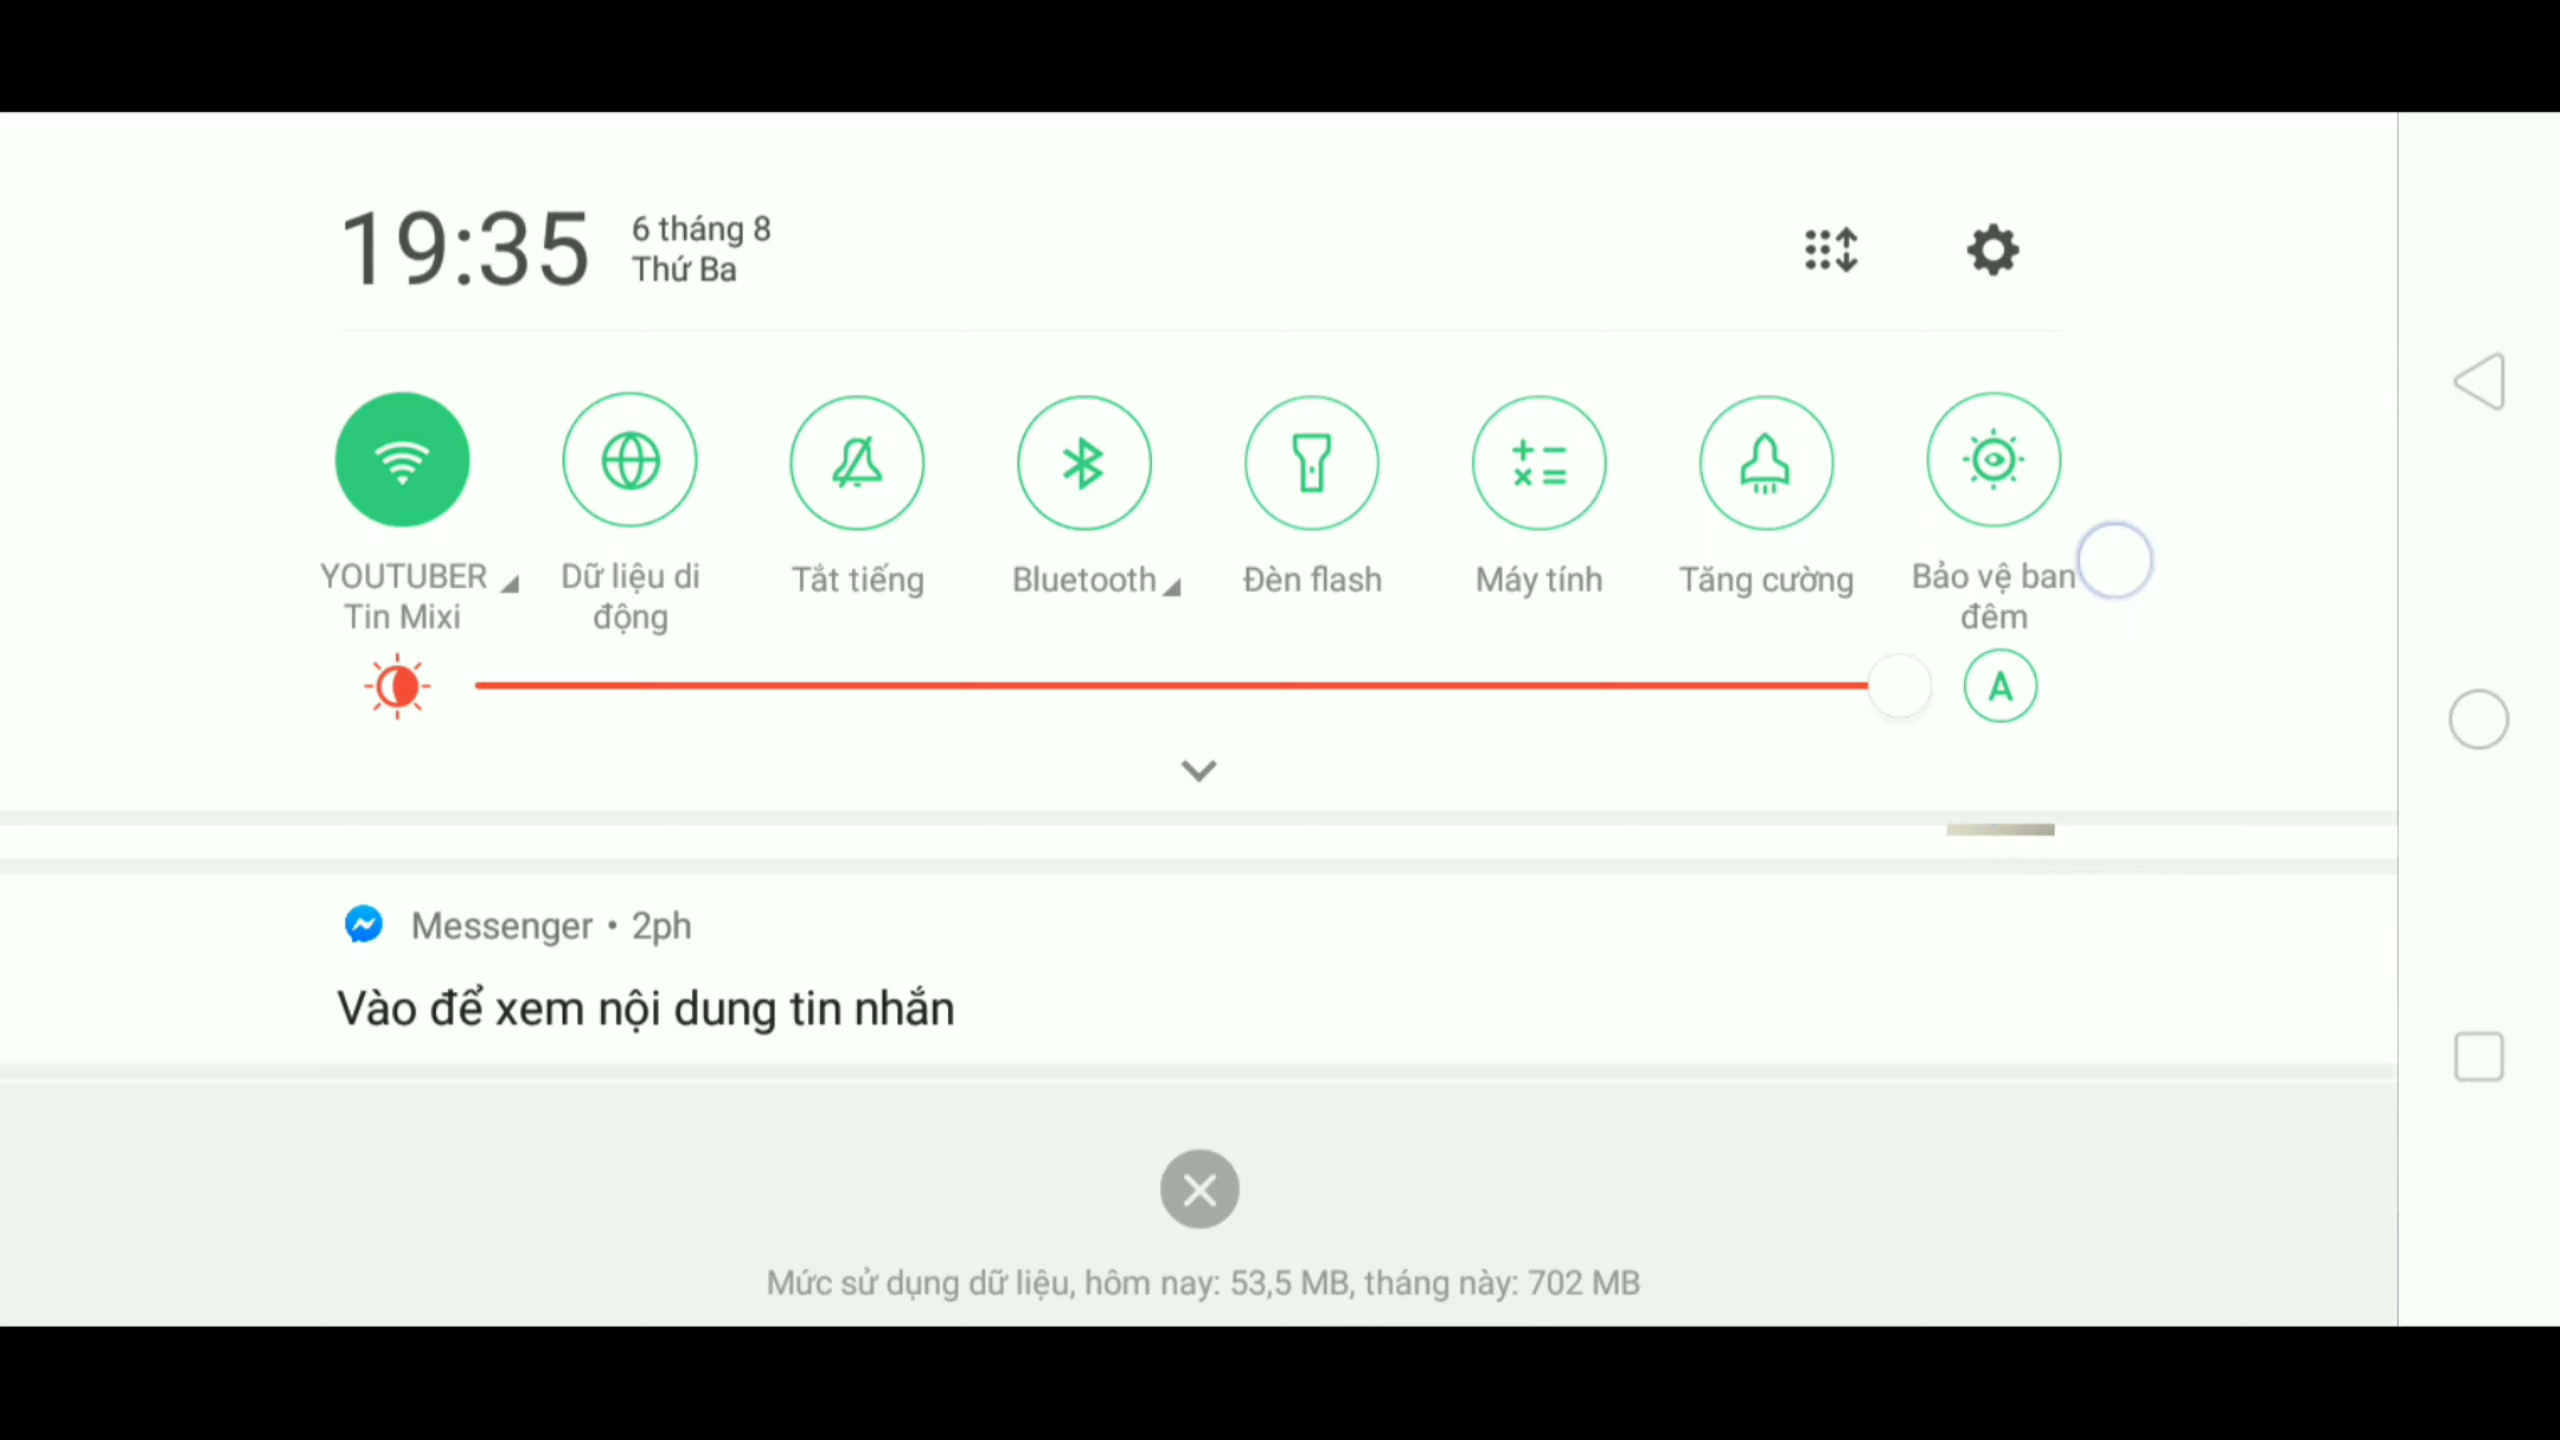 19:35
6 tháng 8
Thứ Ba
YOUTUBER
Tin Mixi
Dữ liệu di
động
Tắt tiếng
Bluetooth
Đèn flash
Máy tính
Tăng cường
Bảo vệ ban
đêm
A
Messenger • 2ph
Vào để xem nội dung tin nhắn
Mức sử dụng dữ liệu, hôm nay: 53,5 MB, tháng này: 702 MB